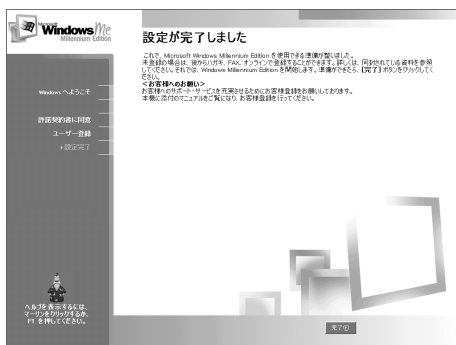 Microsoft
Windows Me
Millennium Edition
Windows へようこそ
許諾契約書に同意
ユーザー登録
設定完了
ヘルプを表示するには、
マーリンをクリックするか、
F1 を押してください。
設定が完了しました
これで、Microsoft Windows Millennium Edition を使用できる準備が整いました。
未登録の場合は、後からハガキ、FAX、オンラインで登録することができます。詳しくは、同封されている資料を参照
してください。それでは、Windows Millennium Edition を開始します。準備ができたら、[完了] ボタンをクリックしてく
ださい。
＜お客様へのお願い＞
お客様へのサポート・サービスを充実させるためにお客様登録をお願いしております。
本機に添付のマニュアルをご覧になり、お客様登録を行ってください。
完了(F)